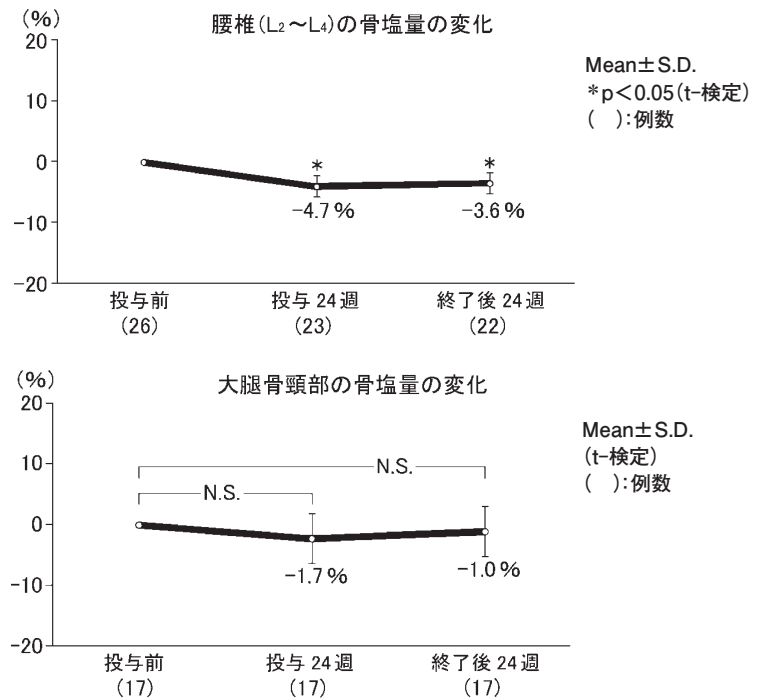 (%)
腰椎(L₂～L₄)の骨塩量の変化
20
10
0
-10
-20
*
*
-4.7%
-3.6%
投与前
投与24週
終了後24週
(26)
(23)
(22)
Mean±S.D.
*p<0.05(t-検定)
(　):例数
(%)
大腿骨頸部の骨塩量の変化
20
10
0
-10
-20
N.S.
N.S.
-1.7%
-1.0%
投与前
投与24週
終了後24週
(17)
(17)
(17)
Mean±S.D.
(t-検定)
(　):例数